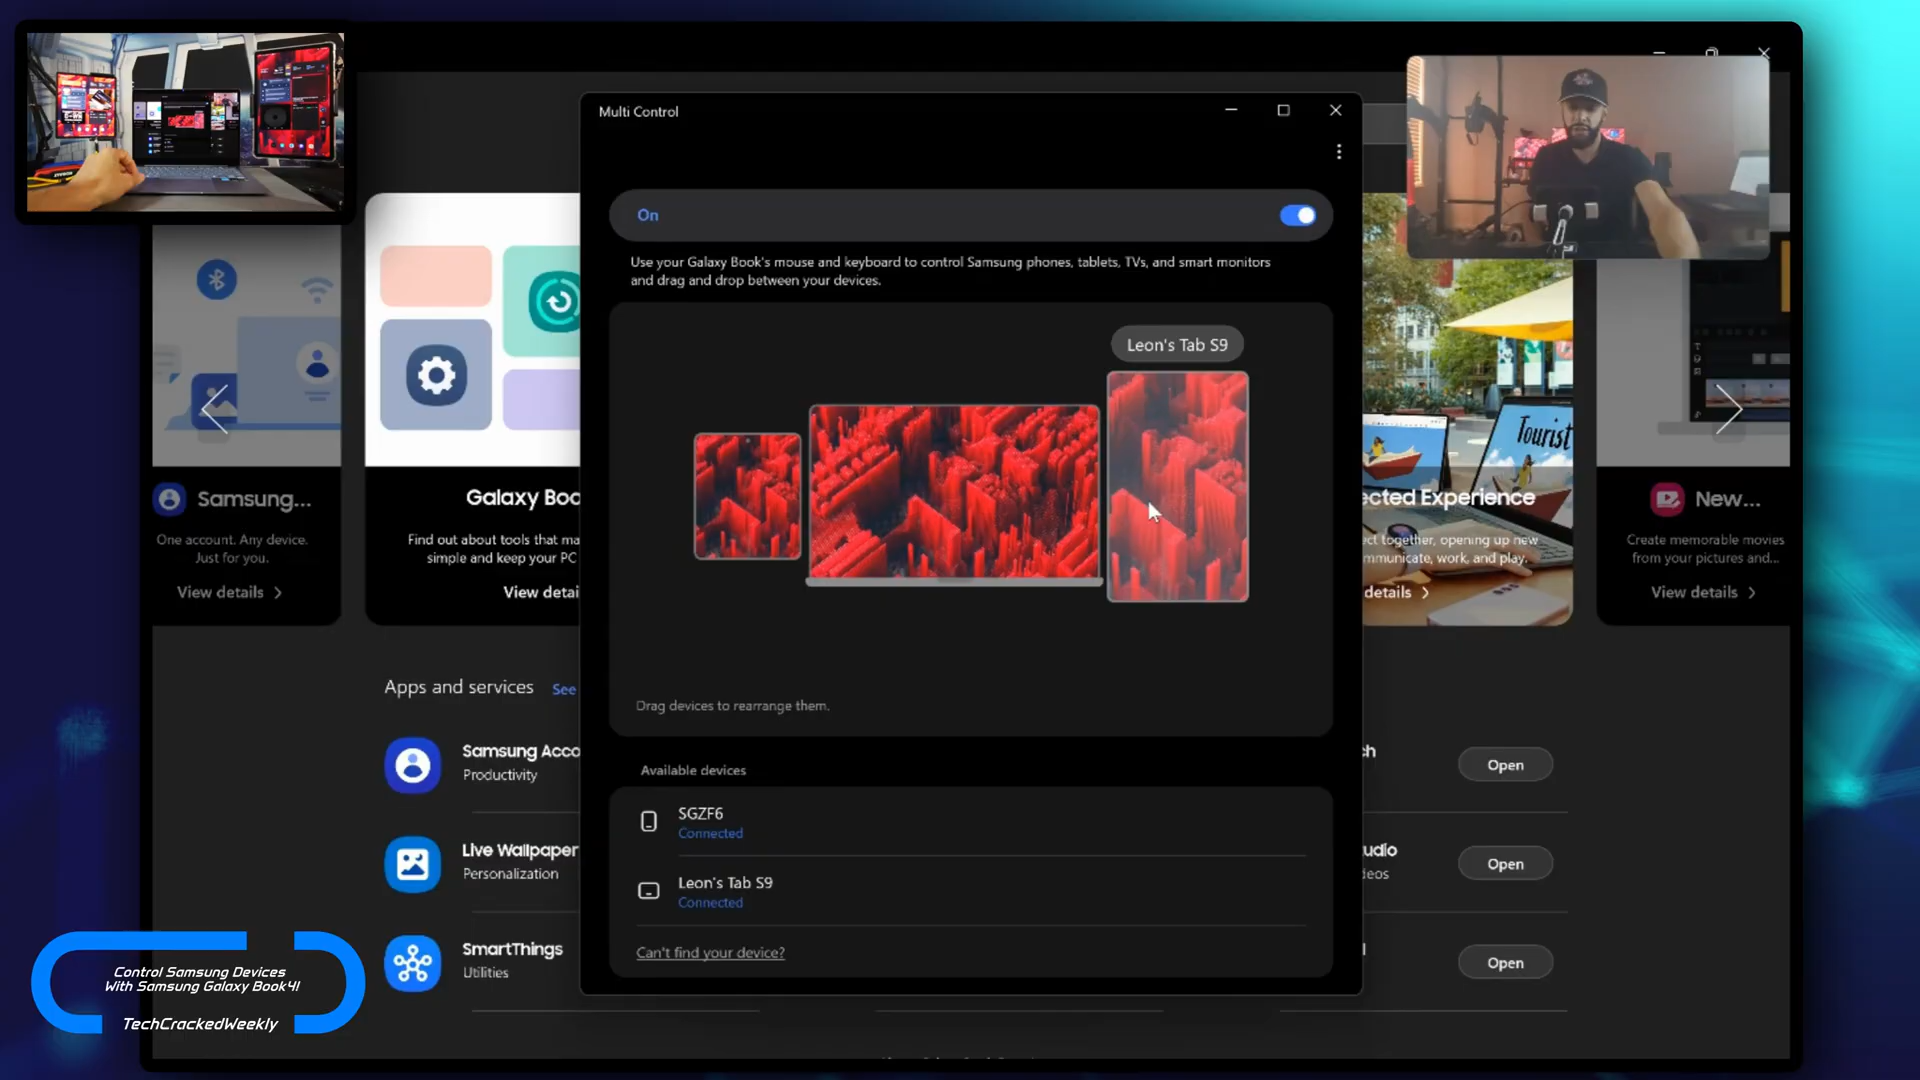 Multi Control
On
Use your Galaxy Book's mouse and keyboard to control Samsung phones, tablets, TVs, and smart monitors
and drag and drop between your devices.
Leon's Tab S9
Drag devices to rearrange them.
Available devices
SGZF6
Connected
Leon's Tab S9
Connected
Can't find your device?
Samsung...
One account. Any device.
Just for you.
View details
Galaxy Boo
Find out about tools that ma
simple and keep your PC
View detai
Tourist
ected Experience
ect together, opening up new
mmunicate, work, and play.
details
New...
Create memorable movies
from your pictures and...
View details
Apps and services See
Samsung Acco
Productivity
Live Wallpaper
Personalization
SmartThings
Utilities
ch
Open
udio
deos
Open
Open
Control Samsung Devices
With Samsung Galaxy Book4!
TechCrackedWeekly